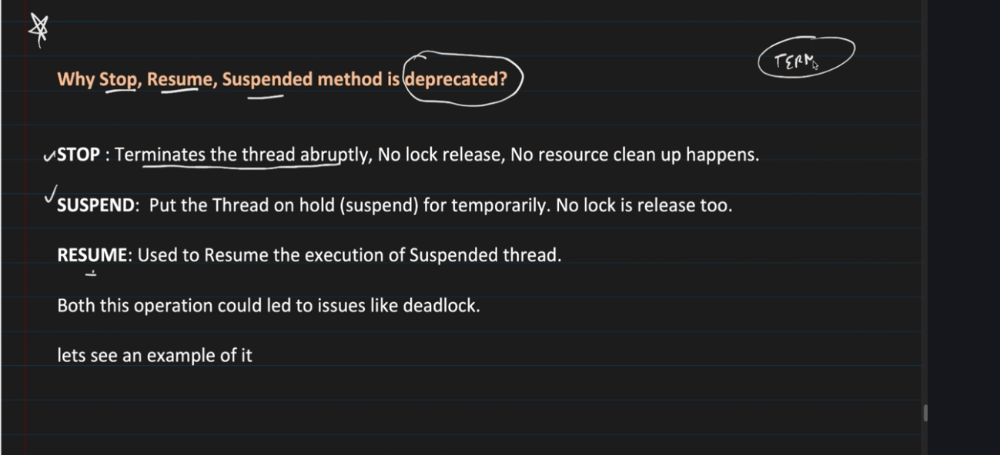 TERM
Why Stop, Resume, Suspended method is deprecated?
STOP : Terminates the thread abruptly, No lock release, No resource clean up happens.
SUSPEND: Put the Thread on hold (suspend) for temporarily. No lock is release too.
RESUME: Used to Resume the execution of Suspended thread.
Both this operation could led to issues like deadlock.
lets see an example of it